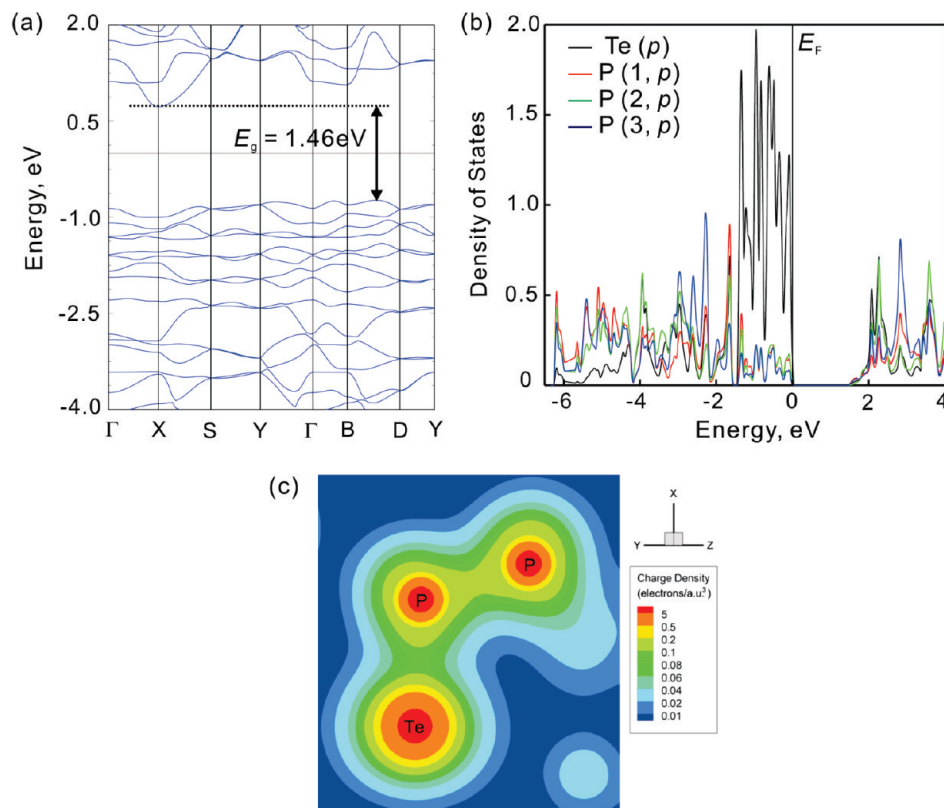 (a)
2.0
0.5
-1.0
-2.5
-4.0
Energy, eV
E_g = 1.46eV
Γ X S Y Γ B D Y
(b)
2.0
1.5
1.0
0.5
0
Density of States
Te (p)
P (1, p)
P (2, p)
P (3, p)
E_F
-6 -4 -2 0 2 4
Energy, eV
(c)
P
P
Te
X
Y Z
Charge Density
(electrons/a.u³)
5
0.5
0.2
0.1
0.08
0.06
0.04
0.02
0.01